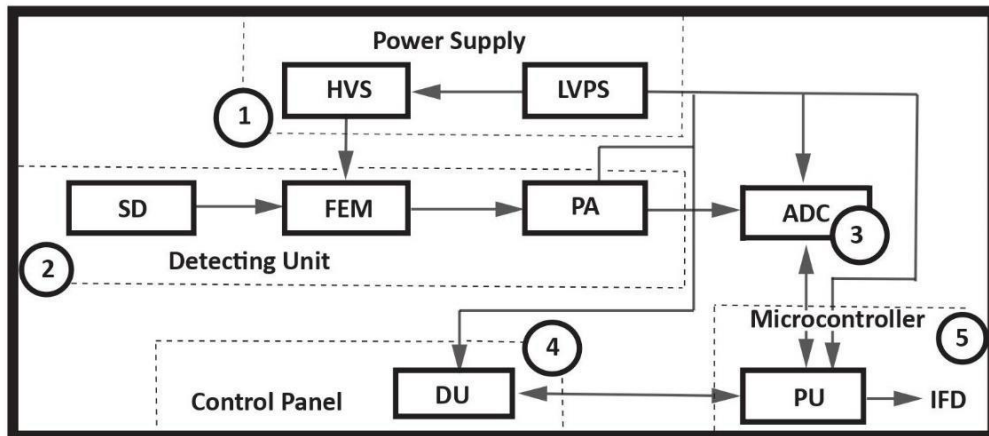 Power Supply
HVS
LVPS
1
SD
FEM
PA
ADC
3
2
Detecting Unit
Microcontroller
4
5
Control Panel
DU
PU
IFD